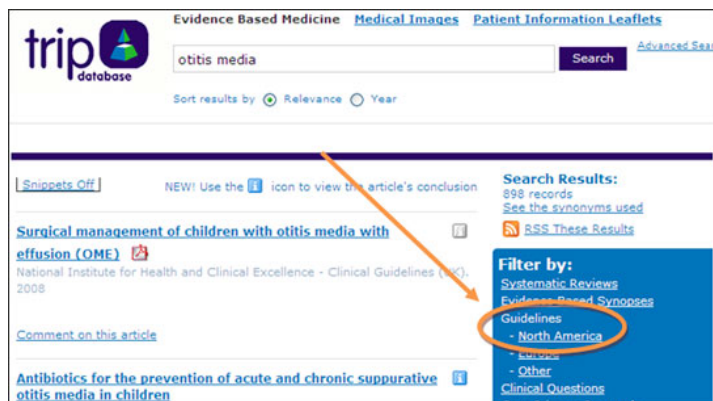 trip
database
Evidence Based Medicine Medical Images Patient Information Leaflets
otitis media
Search
Advanced Sear
Sort results by Relevance Year
Snippets Off
NEW! Use the icon to view the article's conclusion
Surgical management of children with otitis media with
effusion (OME)
National Institute for Health and Clinical Excellence - Clinical Guidelines (UK).
2008
Comment on this article
Antibiotics for the prevention of acute and chronic suppurative
otitis media in children
Search Results:
898 records
See the synonyms used
RSS These Results
Filter by:
Systematic Reviews
Evidence Based Synopses
Guidelines
- North America
- Europe
- Other
Clinical Questions